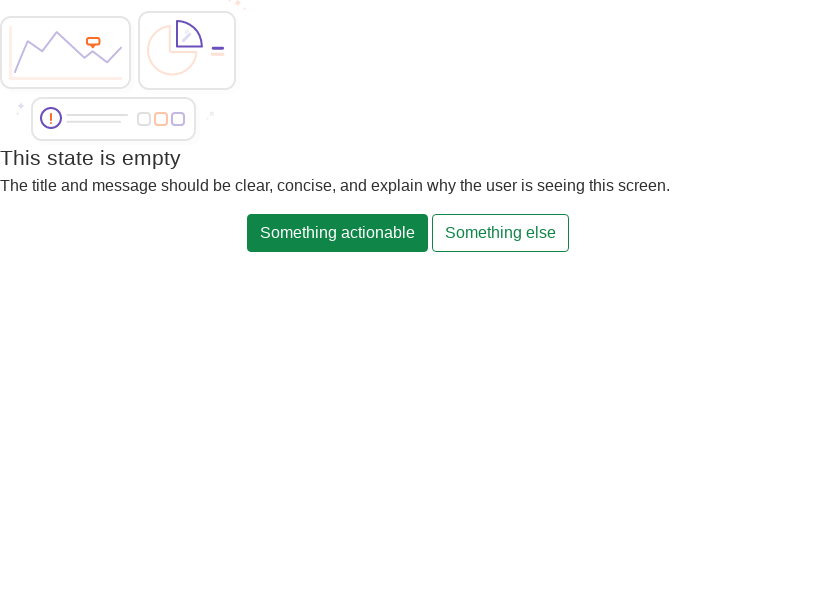 This state is empty
The title and message should be clear, concise, and explain why the user is seeing this screen.
Something actionable Something else